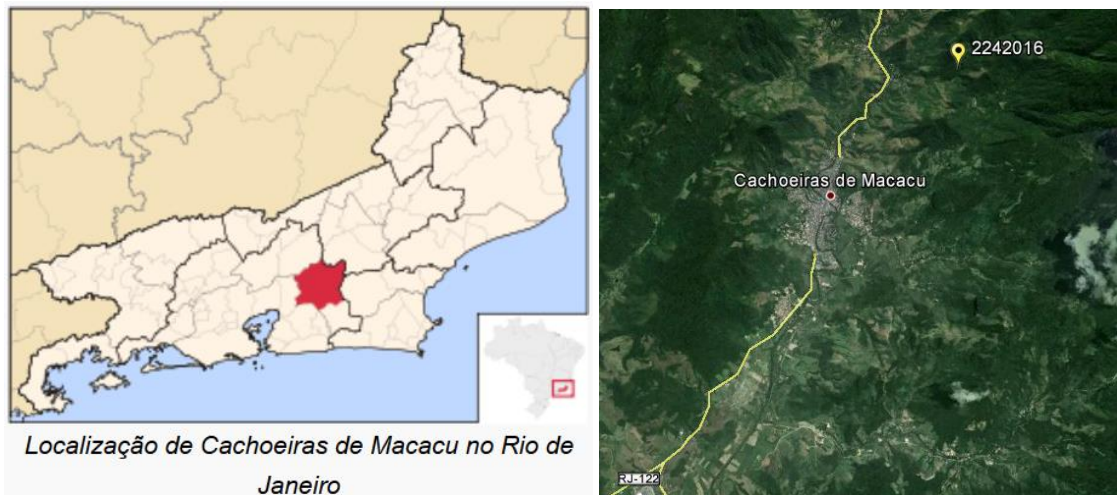 Localização de Cachoeiras de Macacu no Rio de
Janeiro
2242016
Cachoeiras de Macacu
RJ-122